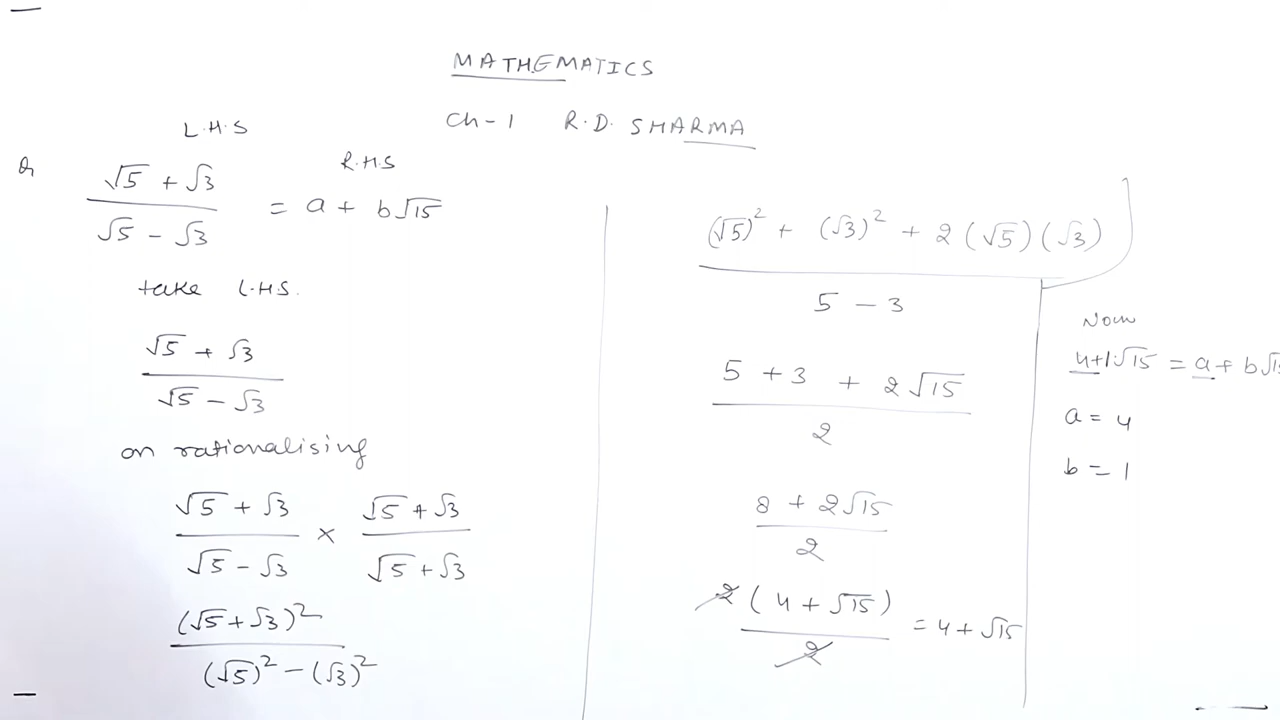 MATHEMATICS
Ch-1 R.D. SHARMA
L.H.S
R.H.S
Q √5 + √3 / √5 - √3 = a + b√15
take L.H.S.
√5 + √3 / √5 - √3
on rationalising
√5 + √3 / √5 - √3 × √5 + √3 / √5 + √3
(√5 + √3)² / (√5)² - (√3)²
(√5)² + (√3)² + 2(√5)(√3) / 5 - 3
5 + 3 + 2√15 / 2
8 + 2√15 / 2
2(4 + √15) / 2 = 4 + √15
Now
4+1√15 = a + b√15
a = 4
b = 1